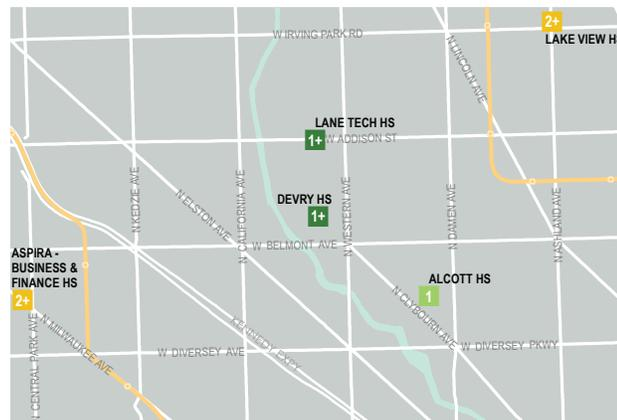 W IRVING PARK RD
2+
LAKE VIEW H
N LINCOLN AVE
LANE TECH HS
1+
W ADDISON ST
N KEDZIE AVE
N ELSTON AVE
N CALIFORNIA AVE
DEVRY HS
1+
N WESTERN AVE
N DAMEN AVE
N ASHLAND AVE
W BELMONT AVE
ASPIRA -
BUSINESS &
FINANCE HS
2+
ALCOTT HS
1
N CLYBOURN AVE
N CENTRAL PARK AVE
N MILWAUKEE AVE
KENNEDY EXPY
W DIVERSEY AVE
W DIVERSEY PKWY